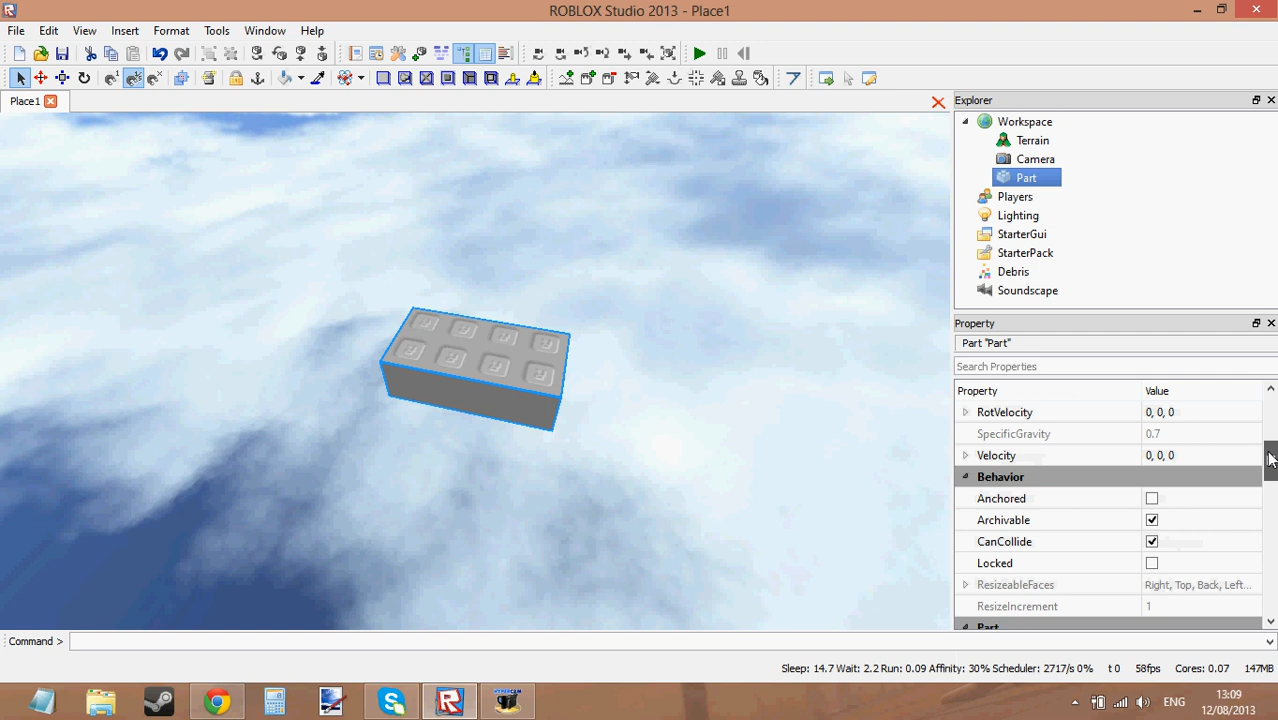 ROBLOX Studio 2013 - Place1
File Edit View Insert Format Tools Window Help
Place1
Explorer
Workspace
Terrain
Camera
Part
Players
Lighting
StarterGui
StarterPack
Debris
Soundscape
Property
Part "Part"
Search Properties
Property Value
RotVelocity 0, 0, 0
SpecificGravity 0.7
Velocity 0, 0, 0
Behavior
Anchored
Archivable
CanCollide
Locked
ResizeableFaces Right, Top, Back, Left...
ResizeIncrement 1
Part
Command >
Sleep: 14.7 Wait: 2.2 Run: 0.09 Affinity: 30% Scheduler: 2717/s 0% t 0 58fps Cores: 0.07 147MB
HYPERCAM
ENG
13:09
12/08/2013